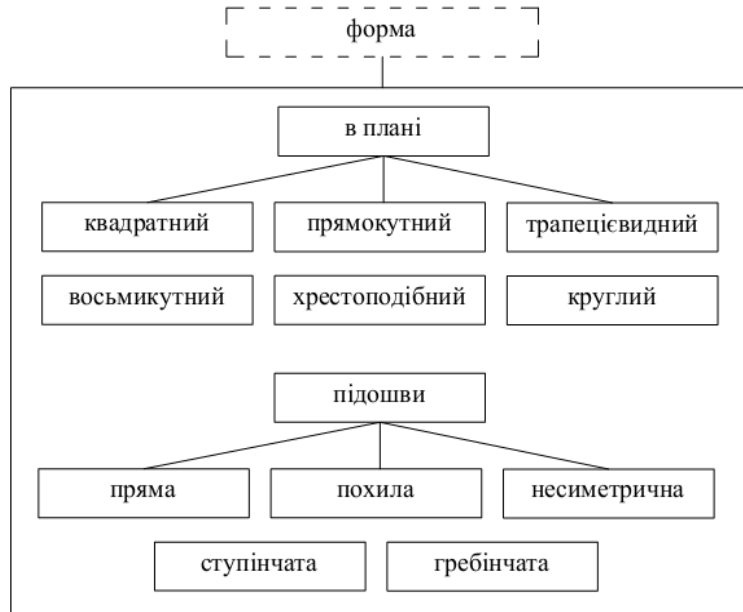 форма
в плані
квадратний прямокутний трапецієвидний
восьмикутний хрестоподібний круглий
підошви
пряма похила несиметрична
ступінчата гребінчата